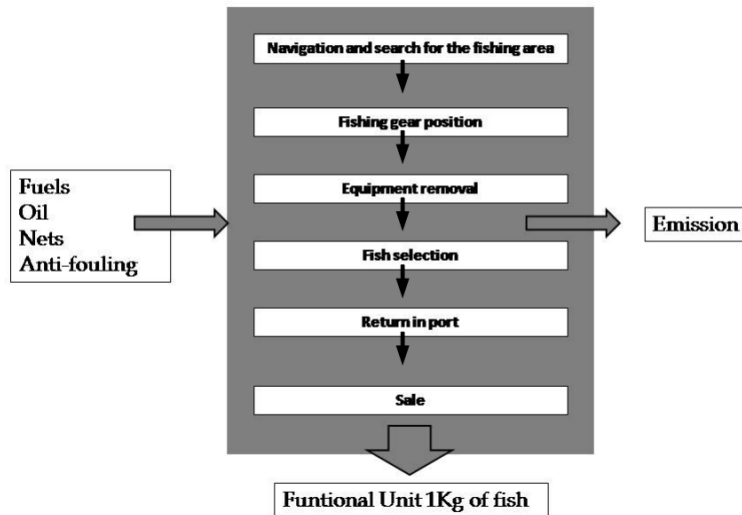 Navigation and search for the fishing area
Fishing gear position
Equipment removal
Fish selection
Return in port
Sale
Fuels
Oil
Nets
Anti-fouling
Emission
Funtional Unit 1Kg of fish